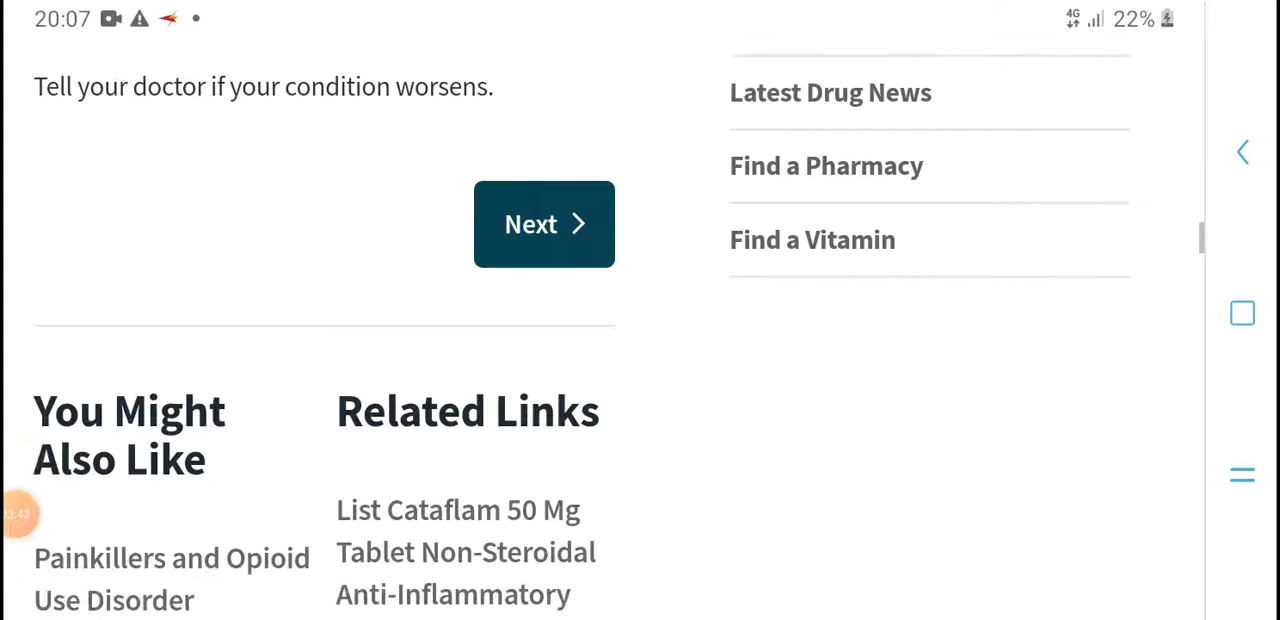 20:07
4G
22%
Tell your doctor if your condition worsens.
Next
Latest Drug News
Find a Pharmacy
Find a Vitamin
You Might
Also Like
Painkillers and Opioid
Use Disorder
Related Links
List Cataflam 50 Mg
Tablet Non-Steroidal
Anti-Inflammatory